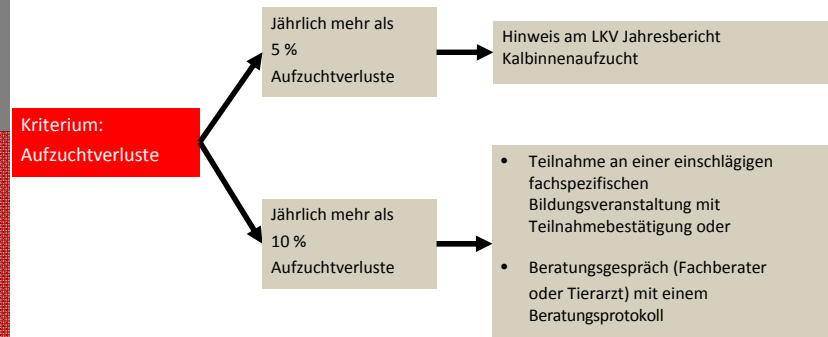 Kriterium:
Aufzuchtverluste
Jährlich mehr als
5 %
Aufzuchtverluste
Hinweis am LKV Jahresbericht
Kalbinnenaufzucht
Jährlich mehr als
10 %
Aufzuchtverluste
• Teilnahme an einer einschlägigen
fachspezifischen
Bildungsveranstaltung mit
Teilnahmebestätigung oder
• Beratungsgespräch (Fachberater
oder Tierarzt) mit einem
Beratungsprotokoll